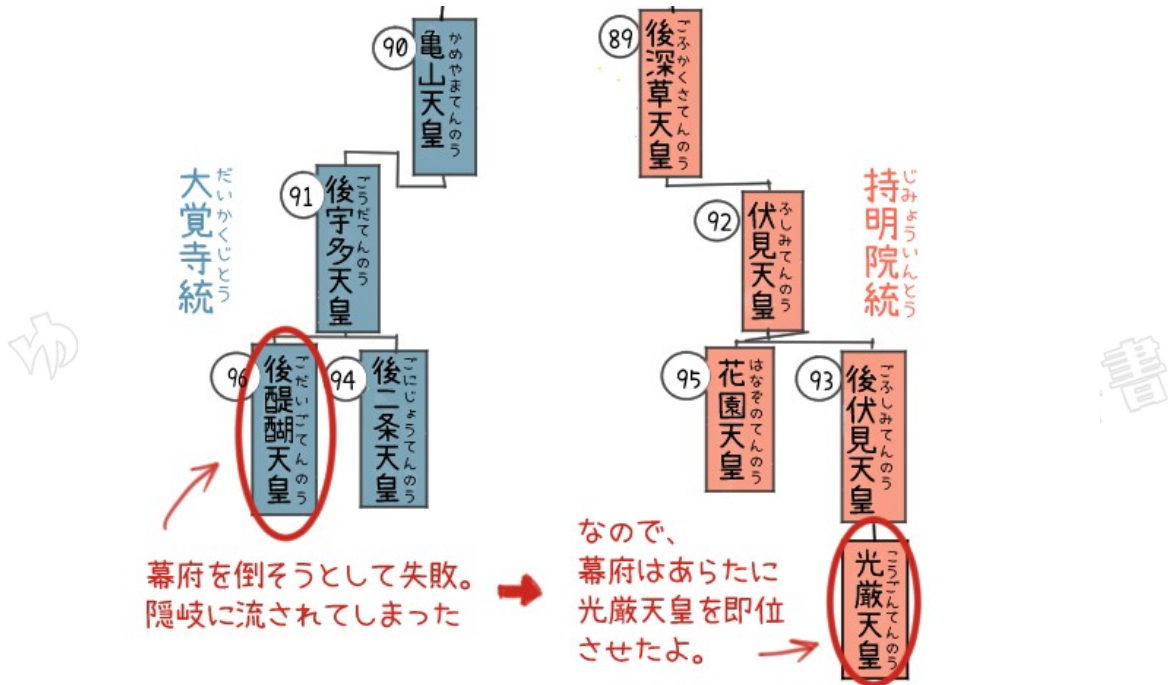 90
亀山天皇
かめやまてんのう
89
後深草天皇
ごふかくさてんのう
大覚寺統
だいかくじとう
91
後宇多天皇
ごうだてんのう
92
伏見天皇
ふしみてんのう
持明院統
じみょういんとう
96
後醍醐天皇
ごだいごてんのう
94
後二条天皇
ごにじょうてんのう
95
花園天皇
はなぞのてんのう
93
後伏見天皇
ごふしみてんのう
幕府を倒そうとして失敗。
隠岐に流されてしまった
なので、
幕府はあらたに
光厳天皇を即位
させたよ。
光厳天皇
こうごんてんのう
ゆ
書